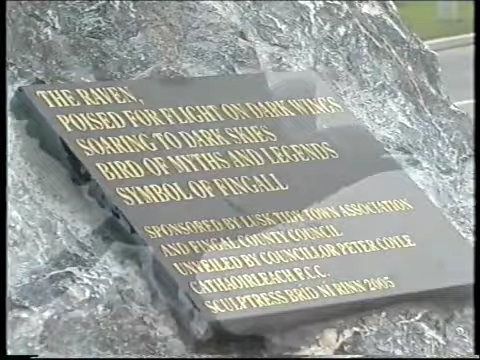 THE RAVEN,
POISED FOR FLIGHT ON DARK WINGS
SOARING TO DARK SKIES
BIRD OF MYTHS AND LEGENDS
SYMBOL OF FINGALL
SPONSORED BY LUSK TIDY TOWN ASSOCIATION
AND FINGAL COUNTY COUNCIL
UNVEILED BY COUNCILLOR PETER COYLE
CATHAOIRLEACH F.C.C.
SCULPTRESS BRÍD NÍ RINN 2005